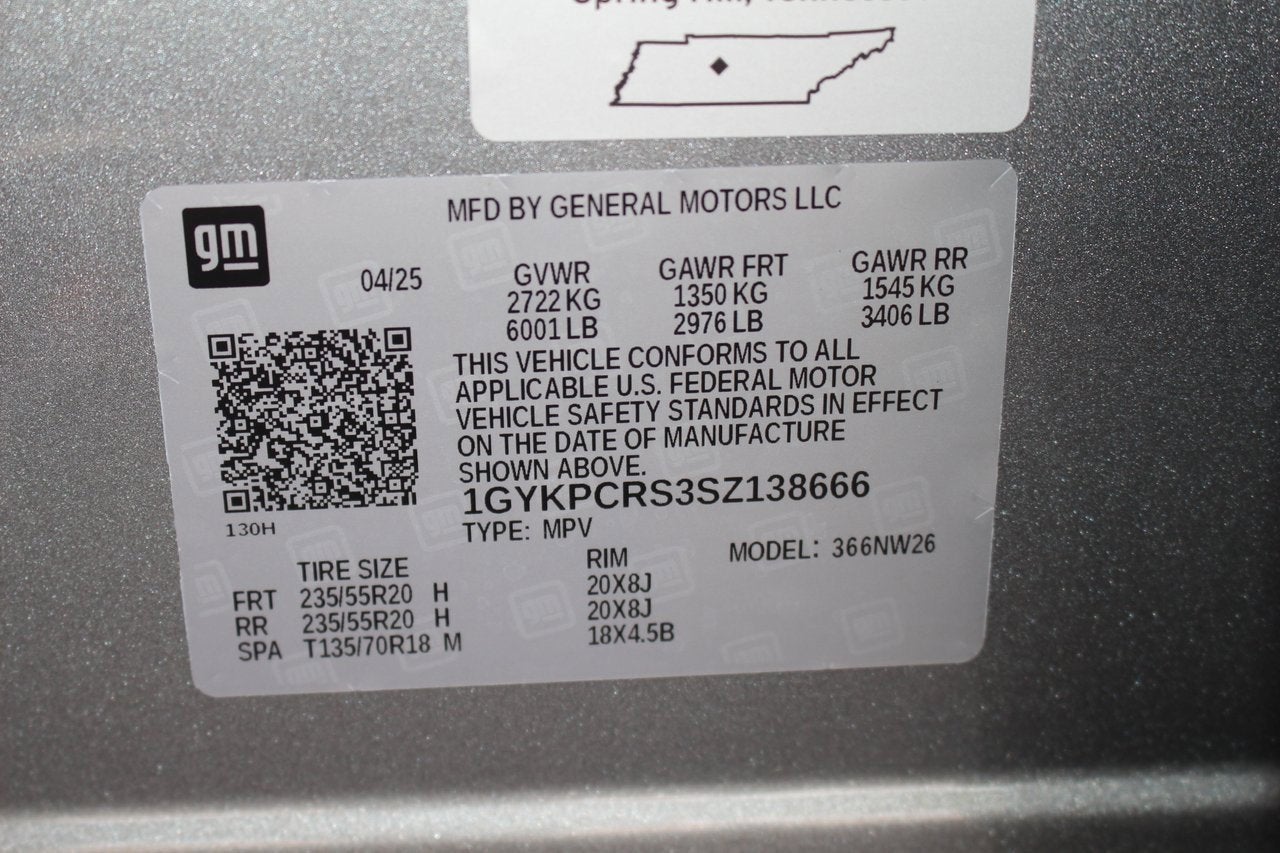 Spring Hill, Tennessee
gm
MFD BY GENERAL MOTORS LLC
04/25
GVWR GAWR FRT GAWR RR
2722 KG 1350 KG 1545 KG
6001 LB 2976 LB 3406 LB
THIS VEHICLE CONFORMS TO ALL
APPLICABLE U.S. FEDERAL MOTOR
VEHICLE SAFETY STANDARDS IN EFFECT
ON THE DATE OF MANUFACTURE
SHOWN ABOVE.
1GYKPCRS3SZ138666
130H
TYPE: MPV
MODEL: 366NW26
TIRE SIZE RIM
FRT 235/55R20 H 20X8J
RR 235/55R20 H 20X8J
SPA T135/70R18 M 18X4.5B